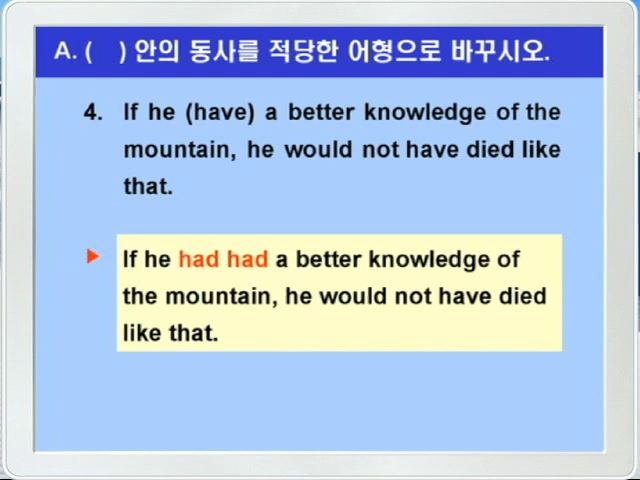 A. (   ) 안의 동사를 적당한 어형으로 바꾸시오.
4. If he (have) a better knowledge of the
mountain, he would not have died like
that.
If he had had a better knowledge of
the mountain, he would not have died
like that.